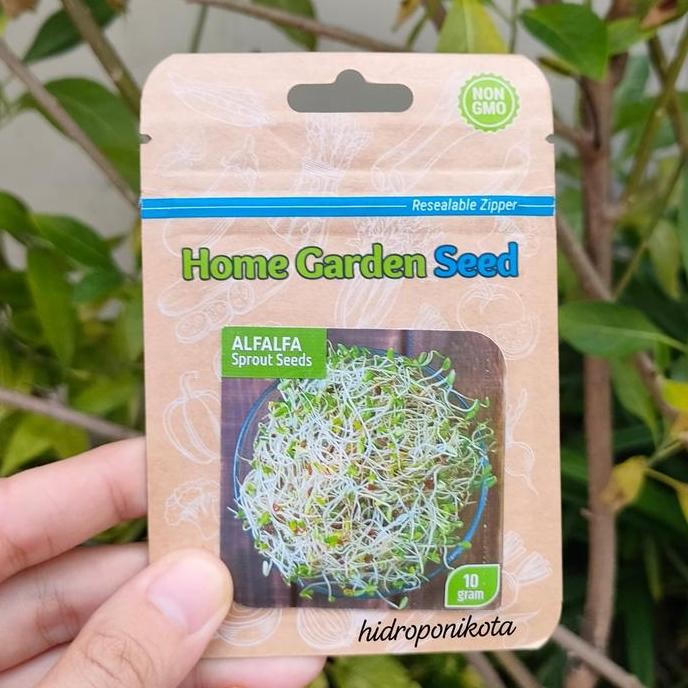 NON
GMO
Resealable Zipper
Home Garden Seed
ALFALFA
Sprout Seeds
10
gram
hidroponikota